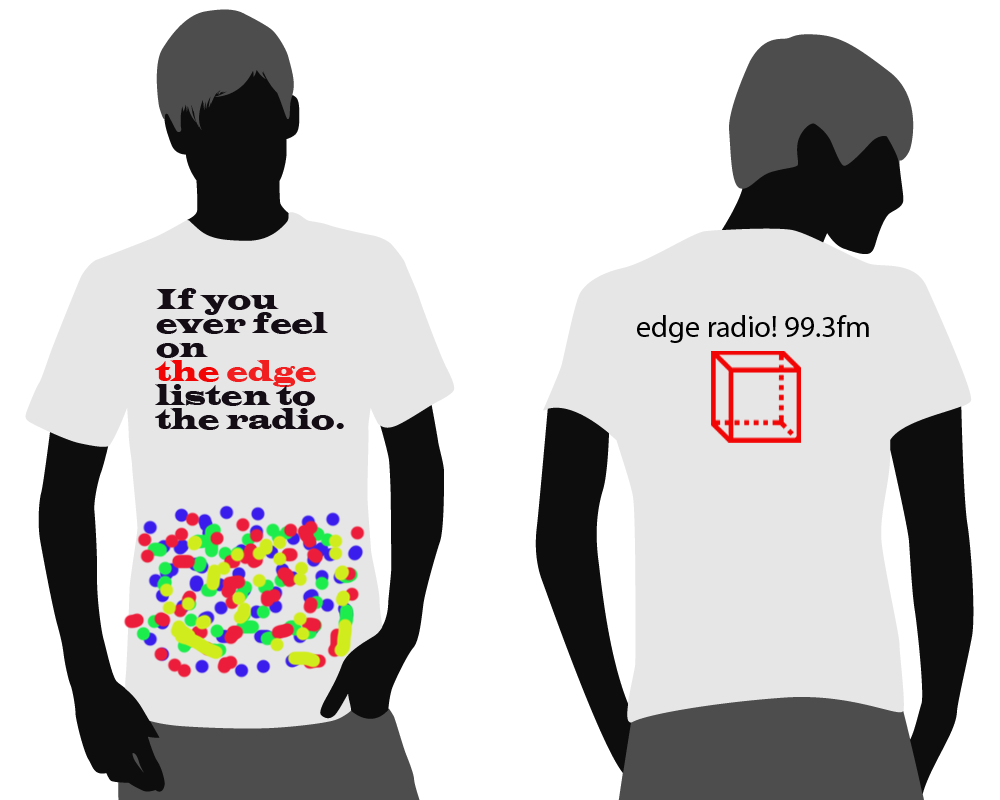 If you
ever feel
on
the edge
listen to
the radio.
edge radio! 99.3fm